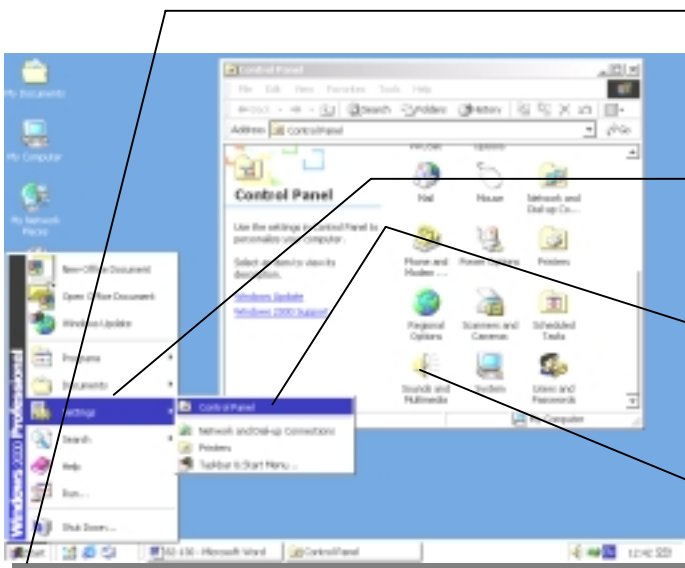 Control Panel
File Edit View Favorites Tools Help
Back Search Folders History
Address Control Panel Go
My Documents
My Computer
My Network
Places
Control Panel
Use the settings in Control Panel to
personalize your computer.
Select an item to view its
description.
Windows Update
Windows 2000 Support
Options
Mail
Mouse
Network and
Dial-up Co...
Phone and
Modem ...
Power Options
Printers
Regional
Options
Scanners and
Cameras
Scheduled
Tasks
Sounds and
Multimedia
System
Users and
Passwords
My Computer
New Office Document
Open Office Document
Windows Update
Programs
Documents
Settings
Search
Help
Run...
Shut Down...
Windows 2000 Professional
Control Panel
Network and Dial-up Connections
Printers
Taskbar & Start Menu...
Start
Microsoft Word
Control Panel
12:42